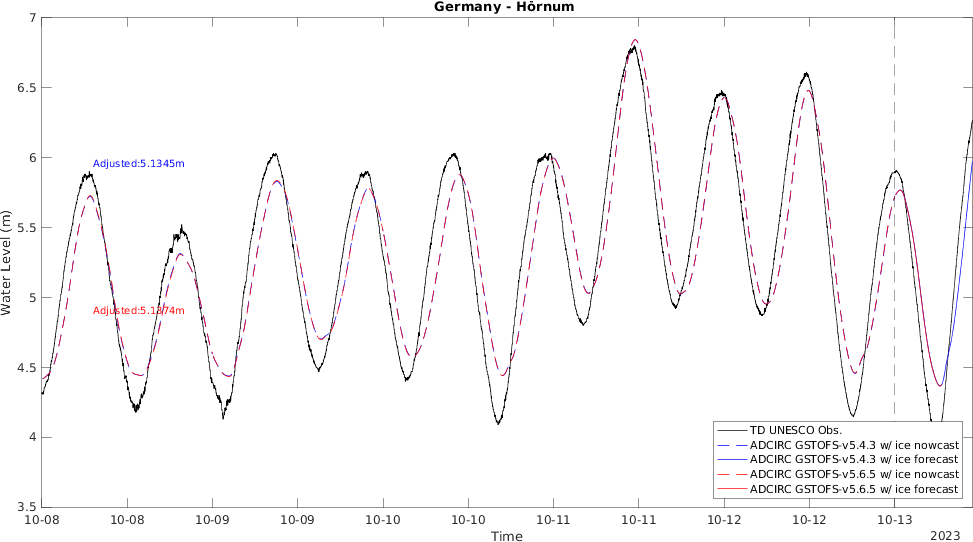 Germany - Hörnum
7
6.5
6
5.5
5
4.5
4
3.5
Water Level (m)
Adjusted:5.1345m
Adjusted:5.1374m
TD UNESCO Obs.
ADCIRC GSTOFS-v5.4.3 w/ ice nowcast
ADCIRC GSTOFS-v5.4.3 w/ ice forecast
ADCIRC GSTOFS-v5.6.5 w/ ice nowcast
ADCIRC GSTOFS-v5.6.5 w/ ice forecast
10-08 10-08 10-09 10-09 10-10 10-10 10-11 10-11 10-12 10-12 10-13
Time
2023